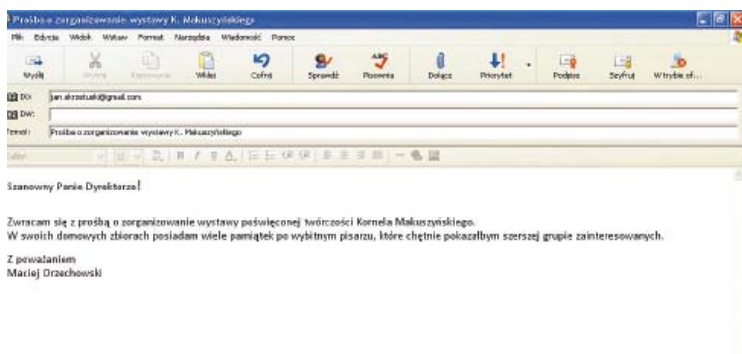 Prośba o zorganizowanie wystawy K. Makuszyńskiego
Plik Edycja Widok Wstaw Format Narzędzia Wiadomość Pomoc
Wyślij Wytnij Kopiowanie Wklej Cofnij Sprawdź Pisownia Dołącz Priorytet Podpisz Szyfruj W trybie of...
Do: jan.skrzetuski@gmail.com
DW:
Temat: Prośba o zorganizowanie wystawy K. Makuszyńskiego
Szanowny Panie Dyrektorze!
Zwracam się z prośbą o zorganizowanie wystawy poświęconej twórczości Kornela Makuszyńskiego.
W swoich domowych zbiorach posiadam wiele pamiątek po wybitnym pisarzu, które chętnie pokazałbym szerszej grupie zainteresowanych.
Z poważaniem
Maciej Orzechowski